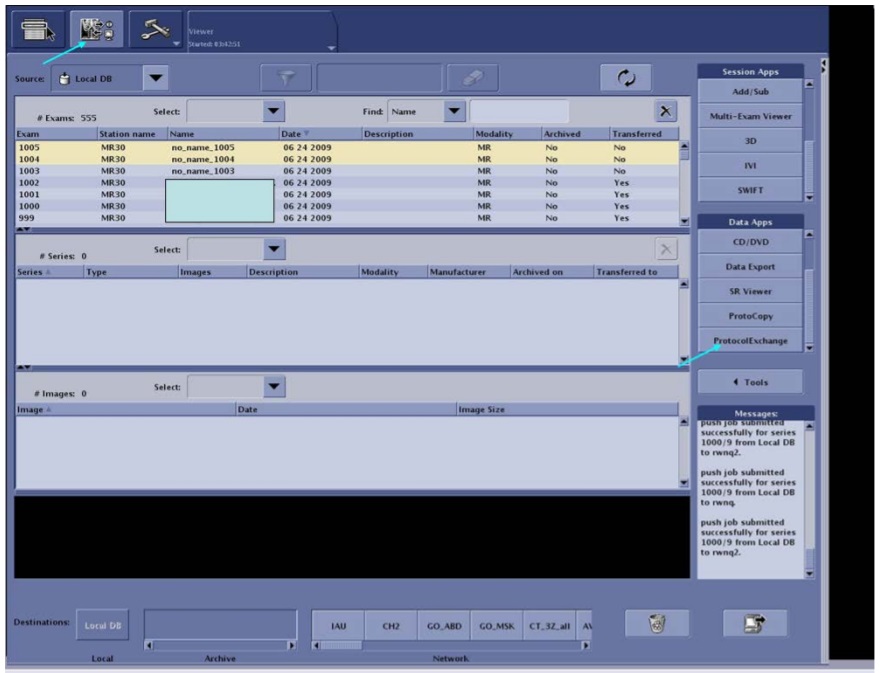 Viewer
Started: 03:42:51
Source: Local DB
# Exams: 555 Select: Find: Name
Exam Station name Name Date Description Modality Archived Transferred
1005 MR30 no_name_1005 06 24 2009 MR No No
1004 MR30 no_name_1004 06 24 2009 MR No No
1003 MR30 no_name_1003 06 24 2009 MR No No
1002 MR30 06 24 2009 MR No Yes
1001 MR30 06 24 2009 MR No Yes
1000 MR30 06 24 2009 MR No Yes
999 MR30 06 24 2009 MR No Yes
# Series: 0 Select:
Series Type Images Description Modality Manufacturer Archived on Transferred to
# Images: 0 Select:
Image Date Image Size
Destinations: Local DB IAU CH2 GO_ABD GO_MSK CT_3Z_all
Local Archive Network
Session Apps
Add/Sub
Multi-Exam Viewer
3D
IVI
SWIFT
Data Apps
CD/DVD
Data Export
SR Viewer
ProtoCopy
ProtocolExchange
Tools
Messages:
push job submitted
successfully for series
1000/9 from Local DB
to rwnq2.
push job submitted
successfully for series
1000/9 from Local DB
to rwnq.
push job submitted
successfully for series
1000/9 from Local DB
to rwnq2.